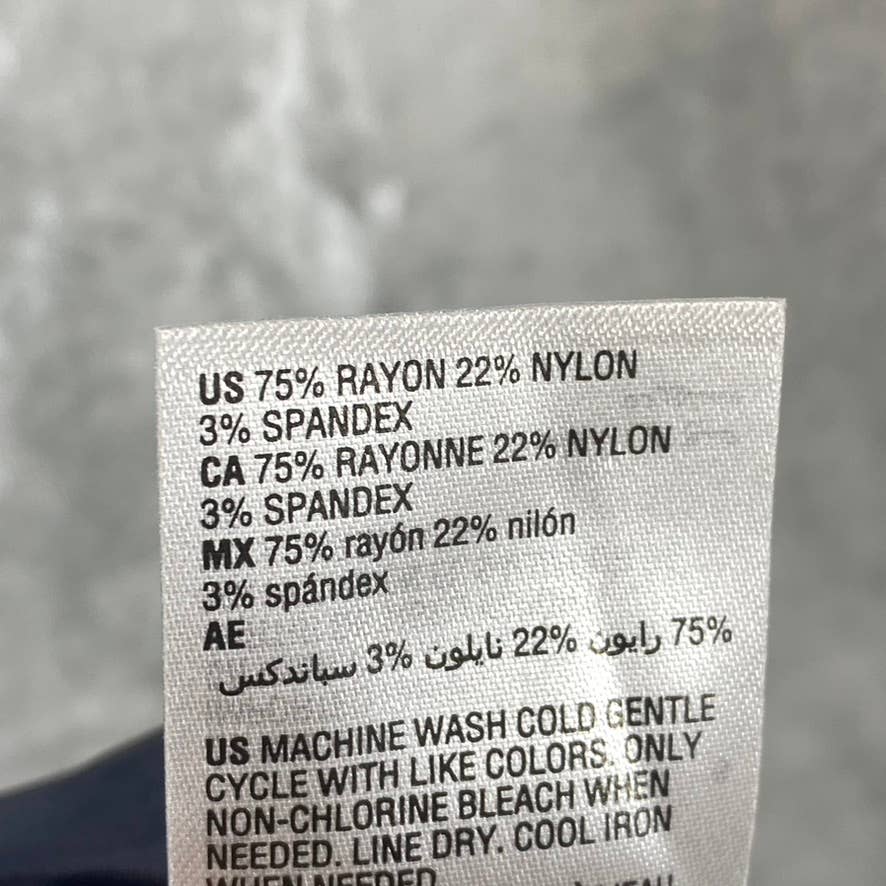 US 75% RAYON 22% NYLON
3% SPANDEX
CA 75% RAYONNE 22% NYLON
3% SPANDEX
MX 75% rayón 22% nilón
3% spándex
AE
75% رايون 22% نايلون 3% سباندكس
US MACHINE WASH COLD GENTLE
CYCLE WITH LIKE COLORS. ONLY
NON-CHLORINE BLEACH WHEN
NEEDED. LINE DRY. COOL IRON
WHEN NEEDED